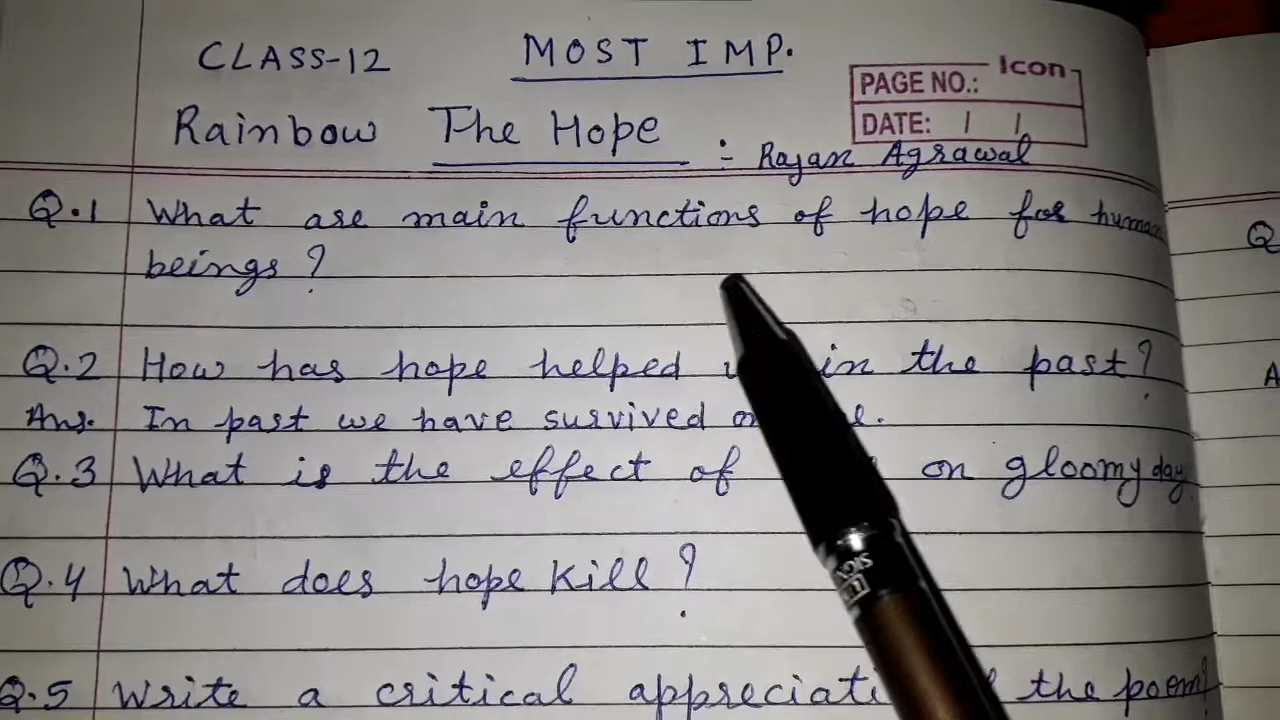 CLASS-12 MOST IMP.
Icon
PAGE NO.:
Rainbow The Hope
DATE: / /
:- Rajan Agrawal
Q.1 What are main functions of hope for human
beings?
Q
Q.2 How has hope helped in the past?
A
Ans. In past we have survived
Q.3 What is the effect of on gloomy day
Q.4 What does hope kill?
Q.5 Write a critical the poem?